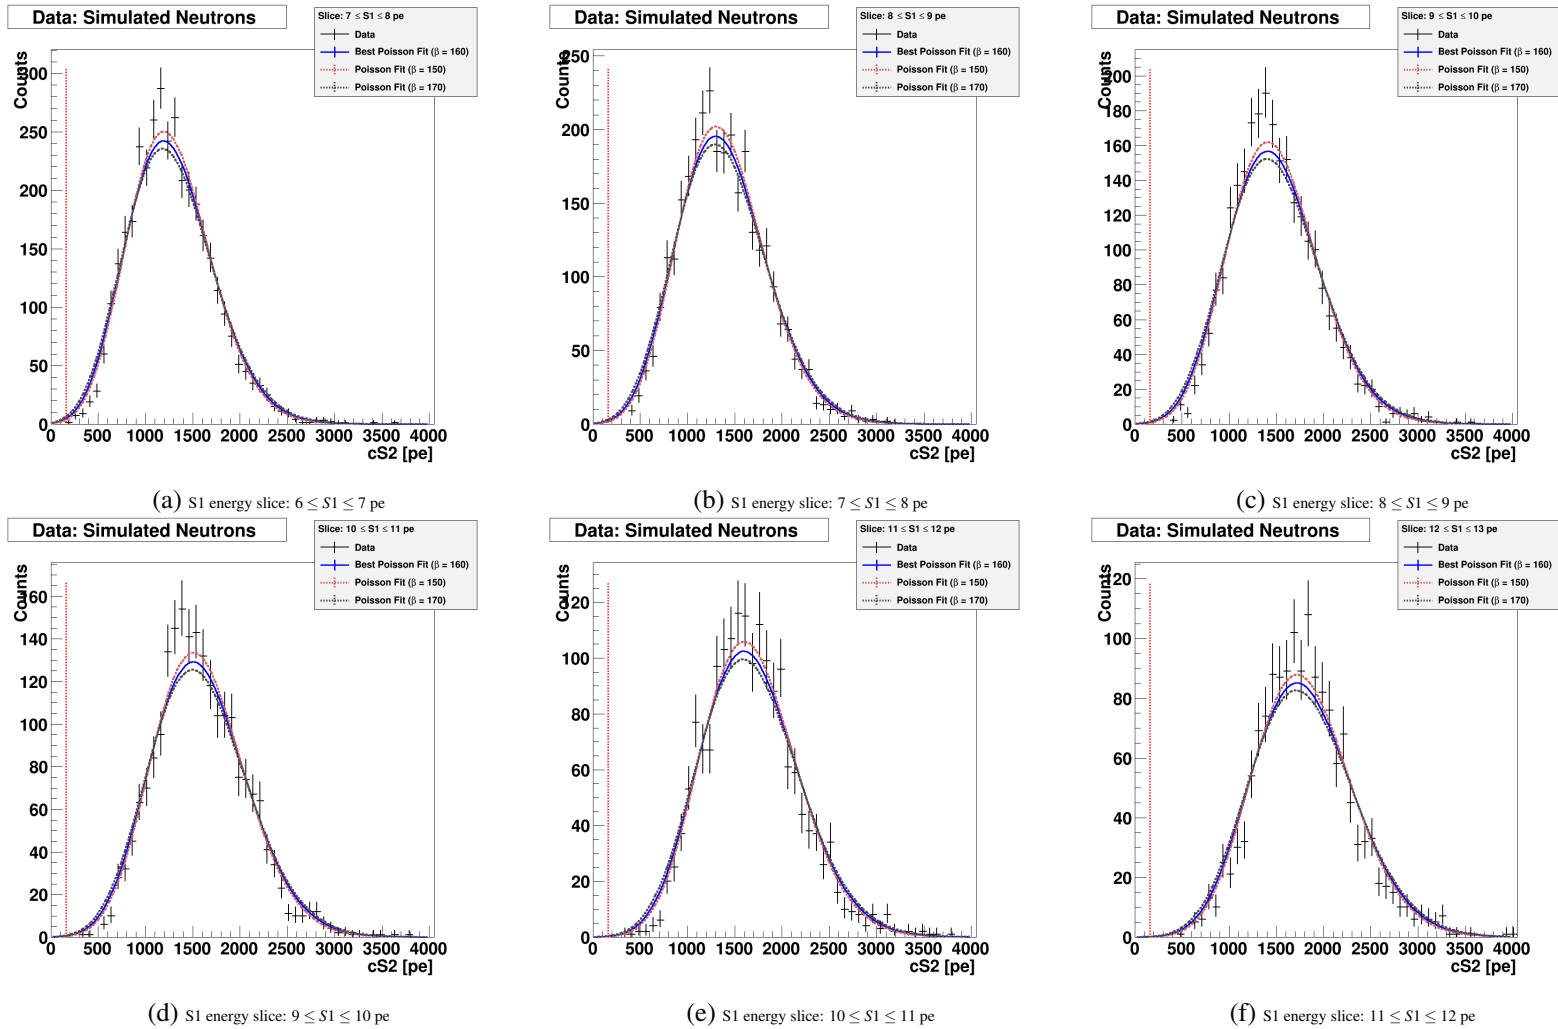 Data: Simulated Neutrons
Slice: 7 ≤ S1 ≤ 8 pe
Data
Best Poisson Fit (β = 160)
Poisson Fit (β = 150)
Poisson Fit (β = 170)
Counts
300
250
200
150
100
50
0
0 500 1000 1500 2000 2500 3000 3500 4000
cS2 [pe]
(a) S1 energy slice: 6 ≤ S1 ≤ 7 pe
Data: Simulated Neutrons
Slice: 8 ≤ S1 ≤ 9 pe
Data
Best Poisson Fit (β = 160)
Poisson Fit (β = 150)
Poisson Fit (β = 170)
Counts
250
200
150
100
50
0
0 500 1000 1500 2000 2500 3000 3500 4000
cS2 [pe]
(b) S1 energy slice: 7 ≤ S1 ≤ 8 pe
Data: Simulated Neutrons
Slice: 9 ≤ S1 ≤ 10 pe
Data
Best Poisson Fit (β = 160)
Poisson Fit (β = 150)
Poisson Fit (β = 170)
Counts
200
180
160
140
120
100
80
60
40
20
0
0 500 1000 1500 2000 2500 3000 3500 4000
cS2 [pe]
(c) S1 energy slice: 8 ≤ S1 ≤ 9 pe
Data: Simulated Neutrons
Slice: 10 ≤ S1 ≤ 11 pe
Data
Best Poisson Fit (β = 160)
Poisson Fit (β = 150)
Poisson Fit (β = 170)
Counts
160
140
120
100
80
60
40
20
0
0 500 1000 1500 2000 2500 3000 3500 4000
cS2 [pe]
(d) S1 energy slice: 9 ≤ S1 ≤ 10 pe
Data: Simulated Neutrons
Slice: 11 ≤ S1 ≤ 12 pe
Data
Best Poisson Fit (β = 160)
Poisson Fit (β = 150)
Poisson Fit (β = 170)
Counts
120
100
80
60
40
20
0
0 500 1000 1500 2000 2500 3000 3500 4000
cS2 [pe]
(e) S1 energy slice: 10 ≤ S1 ≤ 11 pe
Data: Simulated Neutrons
Slice: 12 ≤ S1 ≤ 13 pe
Data
Best Poisson Fit (β = 160)
Poisson Fit (β = 150)
Poisson Fit (β = 170)
Counts
120
100
80
60
40
20
0
0 500 1000 1500 2000 2500 3000 3500 4000
cS2 [pe]
(f) S1 energy slice: 11 ≤ S1 ≤ 12 pe